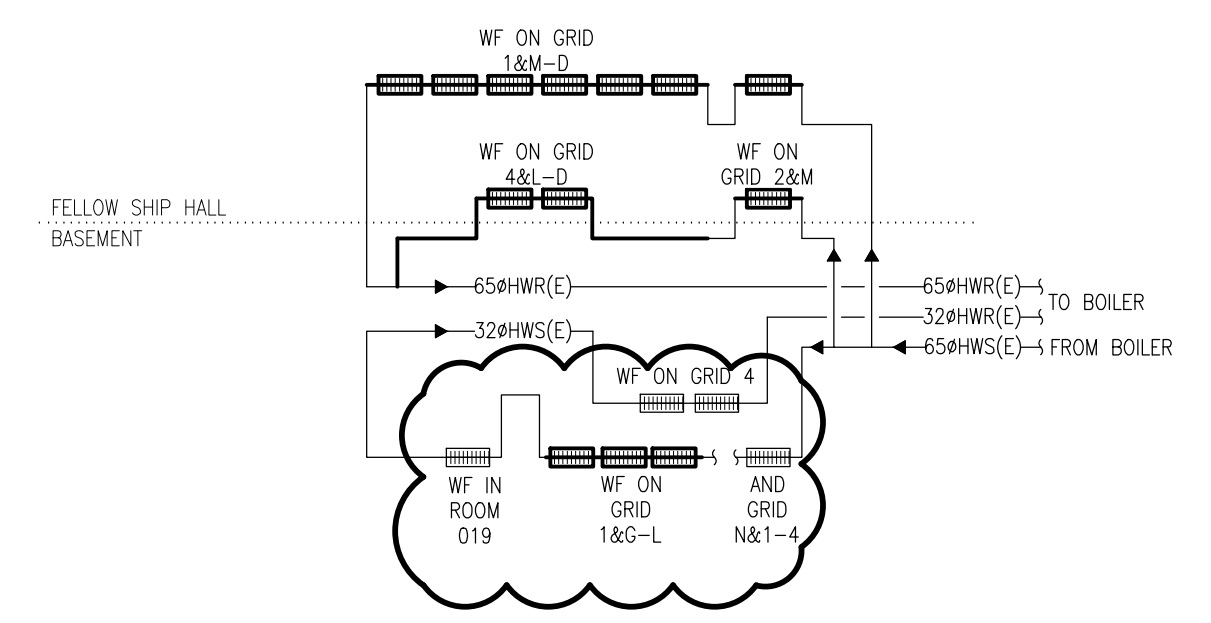 WF ON GRID
1&M-D
WF ON GRID
4&L-D
WF ON
GRID 2&M
FELLOW SHIP HALL
BASEMENT
65øHWR(E)
65øHWR(E)
TO BOILER
32øHWS(E)
32øHWR(E)
65øHWS(E)
FROM BOILER
WF ON GRID 4
WF IN
ROOM
019
WF ON
GRID
1&G-L
AND
GRID
N&1-4